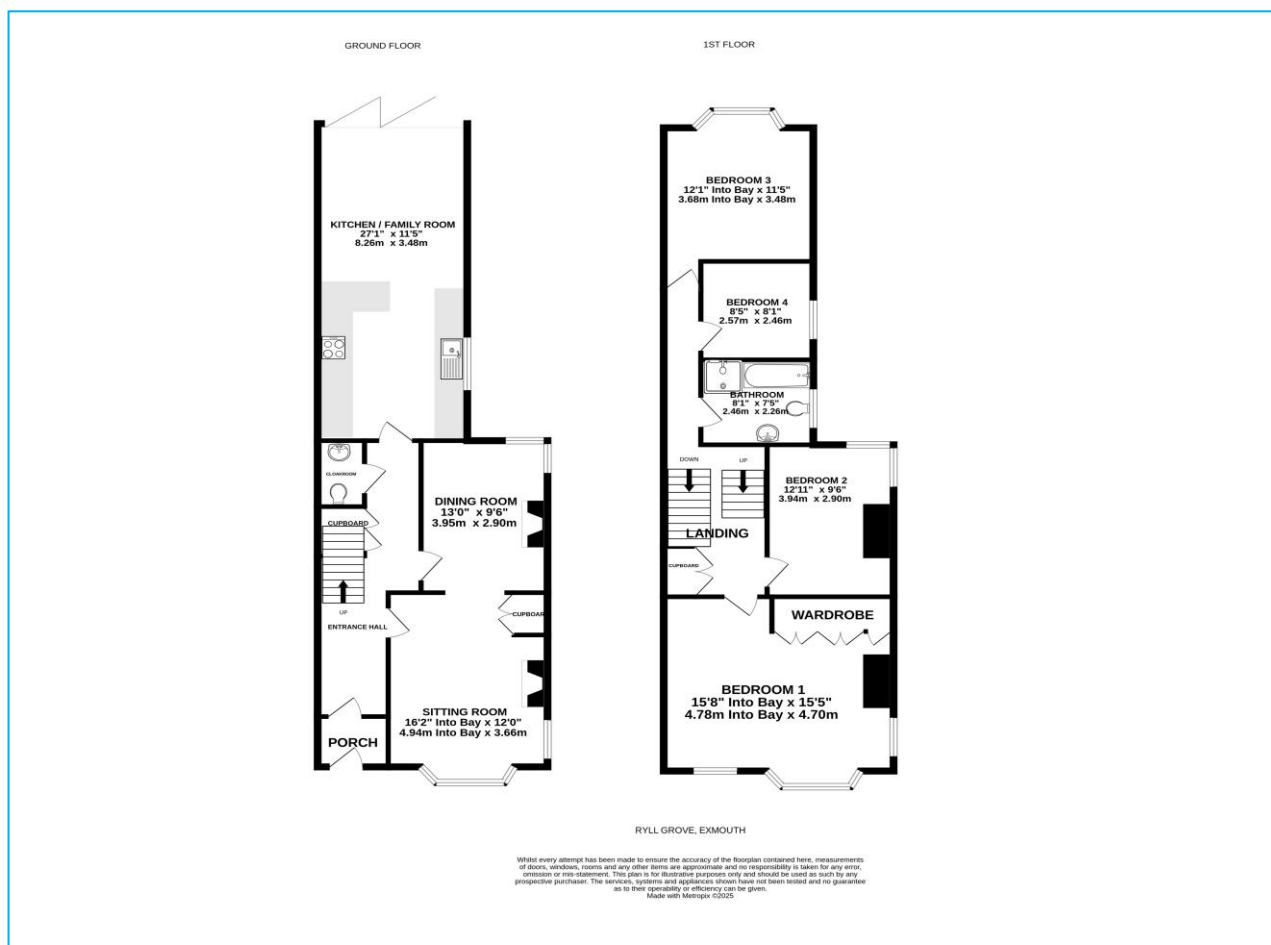 GROUND FLOOR
KITCHEN / FAMILY ROOM
27'1" x 11'5"
8.26m x 3.48m
CLOAKROOM
CUPBOARD
DINING ROOM
13'0" x 9'6"
3.95m x 2.90m
UP
ENTRANCE HALL
CUPBOARD
SITTING ROOM
16'2" Into Bay x 12'0"
4.94m Into Bay x 3.66m
PORCH
1ST FLOOR
BEDROOM 3
12'1" Into Bay x 11'5"
3.68m Into Bay x 3.48m
BEDROOM 4
8'5" x 8'1"
2.57m x 2.46m
BATHROOM
8'1" x 7'5"
2.46m x 2.26m
DOWN
UP
BEDROOM 2
12'11" x 9'6"
3.94m x 2.90m
LANDING
CUPBOARD
WARDROBE
BEDROOM 1
15'8" Into Bay x 15'5"
4.78m Into Bay x 4.70m
RYLL GROVE, EXMOUTH
Whilst every attempt has been made to ensure the accuracy of the floorplan contained here, measurements
of doors, windows, rooms and any other items are approximate and no responsibility is taken for any error,
omission or mis-statement. This plan is for illustrative purposes only and should be used as such by any
prospective purchaser. The services, systems and appliances shown have not been tested and no guarantee
as to their operability or efficiency can be given.
Made with Metropix ©2025